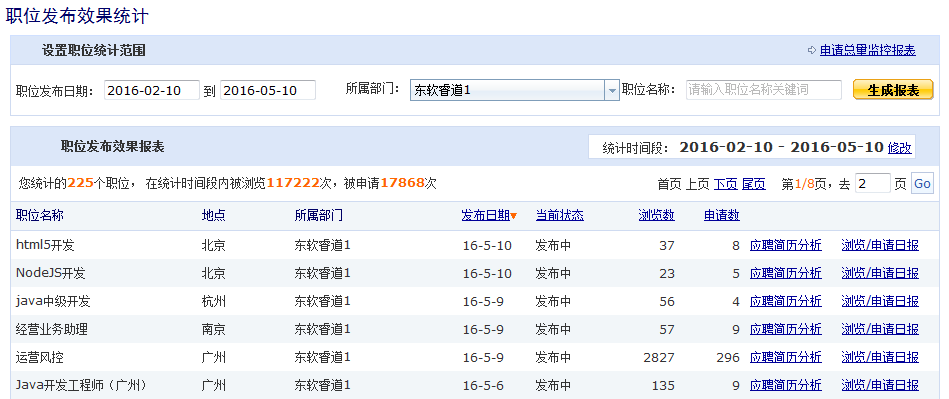 职位发布效果统计
设置职位统计范围 申请总量监控报表
职位发布日期： 2016-02-10 到 2016-05-10 所属部门： 东软睿道1 职位名称： 请输入职位名称关键词 生成报表
职位发布效果报表 统计时间段： 2016-02-10 - 2016-05-10 修改
您统计的225个职位， 在统计时间段内被浏览117222次，被申请17868次 首页 上页 下页 尾页 第1/8页，去 2 页 Go
职位名称 地点 所属部门 发布日期▼ 当前状态 浏览数 申请数
html5开发 北京 东软睿道1 16-5-10 发布中 37 8 应聘简历分析 浏览/申请日报
NodeJS开发 北京 东软睿道1 16-5-10 发布中 23 5 应聘简历分析 浏览/申请日报
java中级开发 杭州 东软睿道1 16-5-9 发布中 56 4 应聘简历分析 浏览/申请日报
经营业务助理 南京 东软睿道1 16-5-9 发布中 57 9 应聘简历分析 浏览/申请日报
运营风控 广州 东软睿道1 16-5-9 发布中 2827 296 应聘简历分析 浏览/申请日报
Java开发工程师（广州） 广州 东软睿道1 16-5-6 发布中 135 9 应聘简历分析 浏览/申请日报